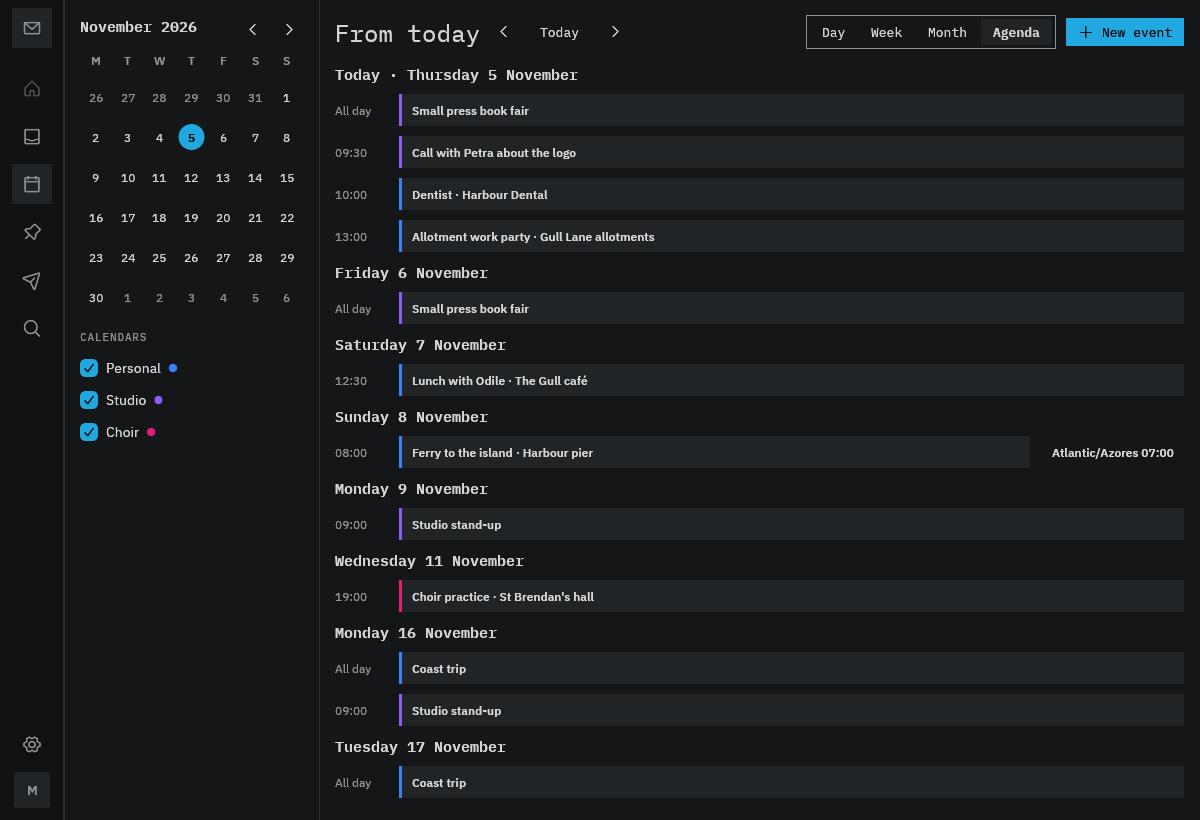 November 2026
M T W T F S S
26 27 28 29 30 31 1
2 3 4 5 6 7 8
9 10 11 12 13 14 15
16 17 18 19 20 21 22
23 24 25 26 27 28 29
30 1 2 3 4 5 6
CALENDARS
Personal
Studio
Choir
M
From today
Today
Day Week Month Agenda
New event
Today · Thursday 5 November
All day Small press book fair
09:30 Call with Petra about the logo
10:00 Dentist · Harbour Dental
13:00 Allotment work party · Gull Lane allotments
Friday 6 November
All day Small press book fair
Saturday 7 November
12:30 Lunch with Odile · The Gull café
Sunday 8 November
08:00 Ferry to the island · Harbour pier Atlantic/Azores 07:00
Monday 9 November
09:00 Studio stand-up
Wednesday 11 November
19:00 Choir practice · St Brendan's hall
Monday 16 November
All day Coast trip
09:00 Studio stand-up
Tuesday 17 November
All day Coast trip